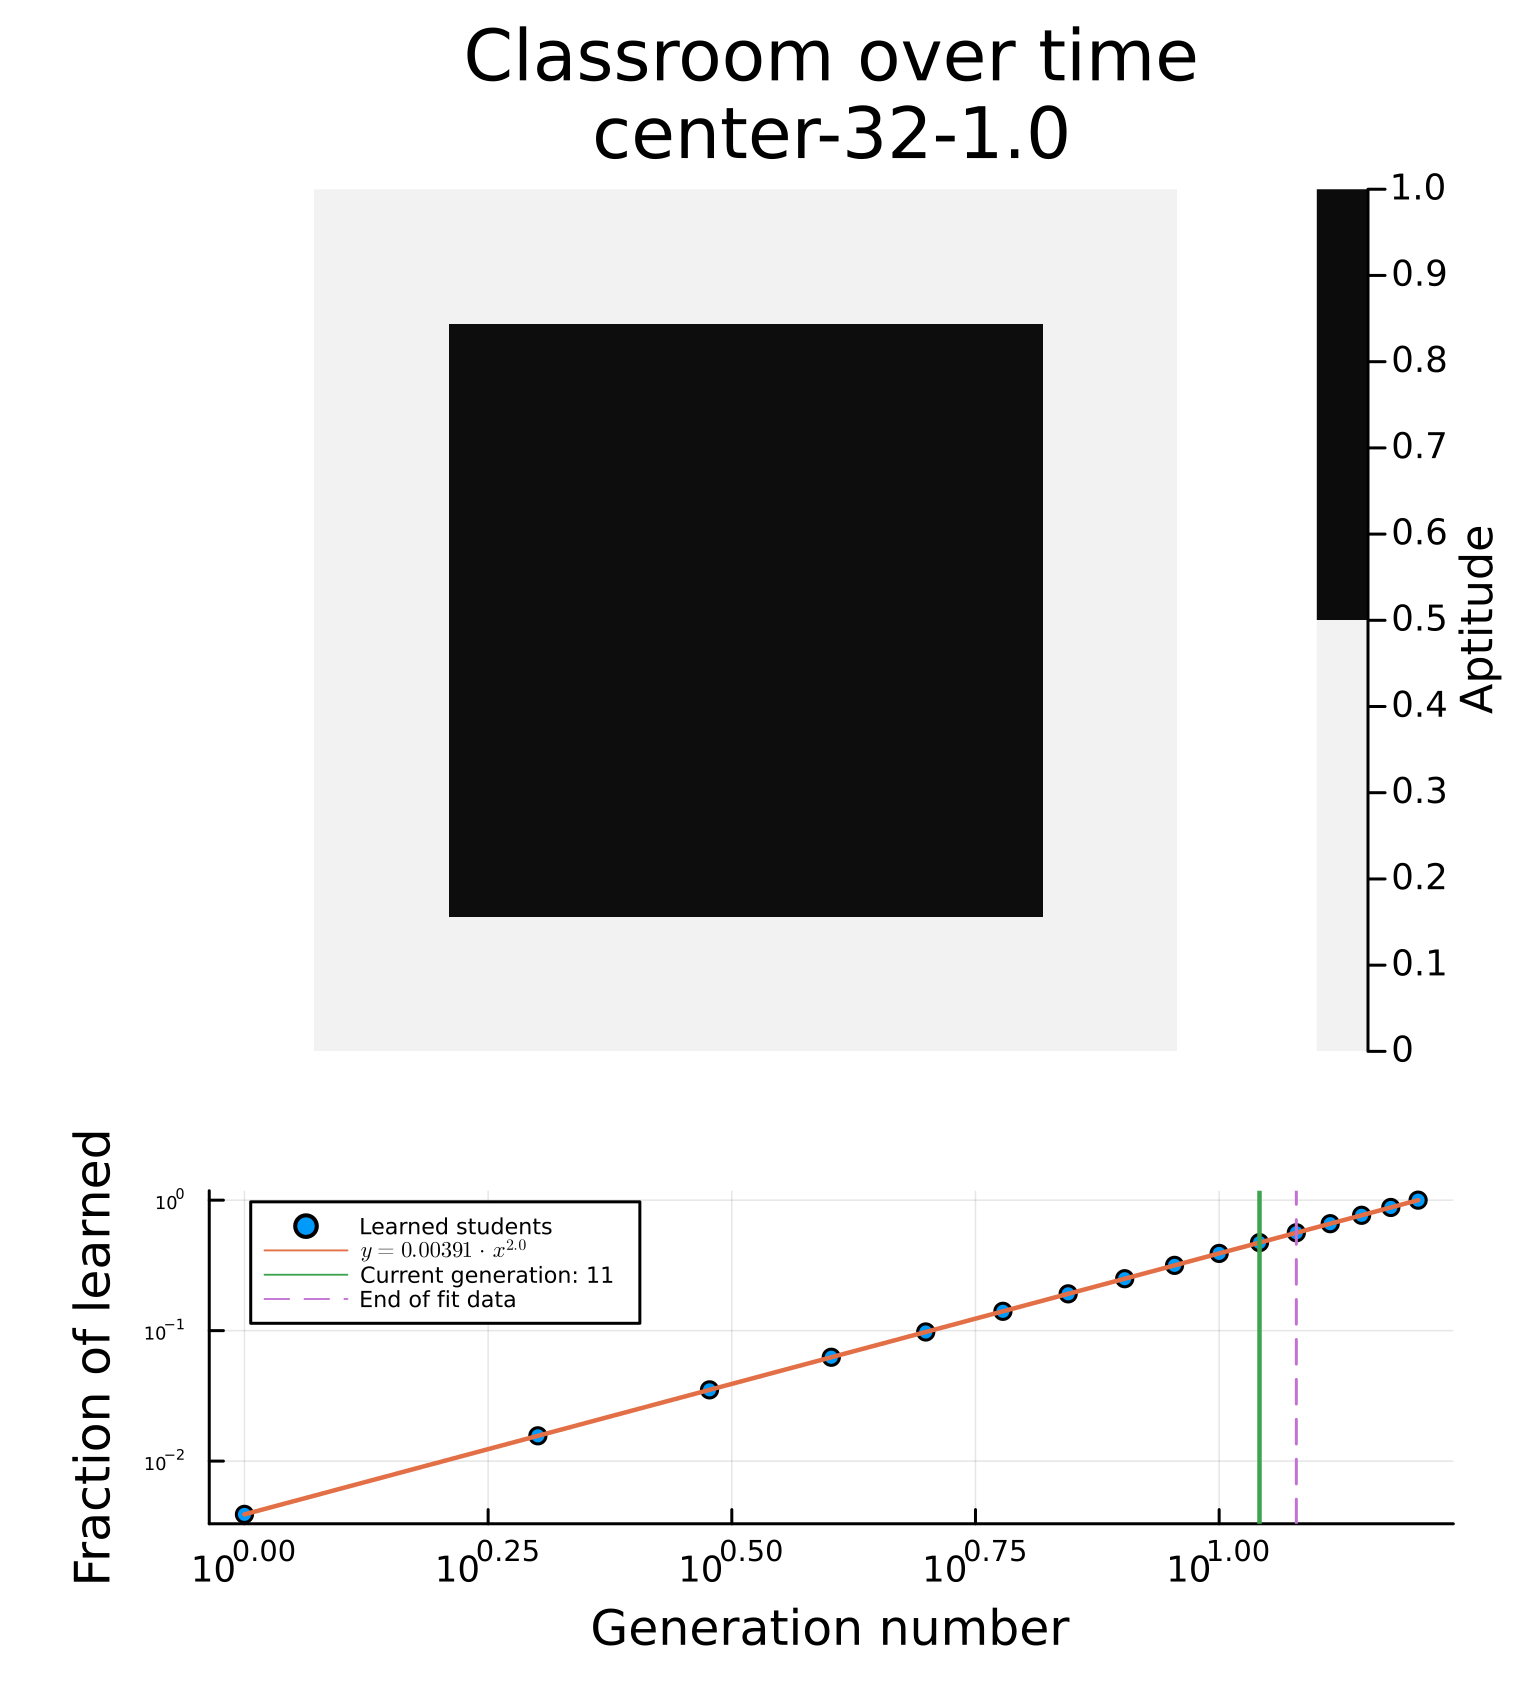 Classroom over time
center-32-1.0
1.0
0.9
0.8
0.7
0.6
0.5
0.4
0.3
0.2
0.1
0
Aptitude
Fraction of learned
10^0
10^−1
10^−2
Learned students
y = 0.00391 · x^2.0
Current generation: 11
End of fit data
10^0.00 10^0.25 10^0.50 10^0.75 10^1.00
Generation number